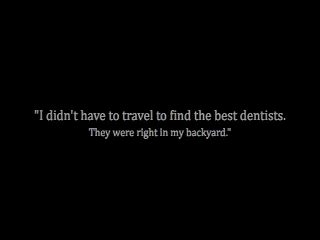 "I didn't have to travel to find the best dentists.
They were right in my backyard."